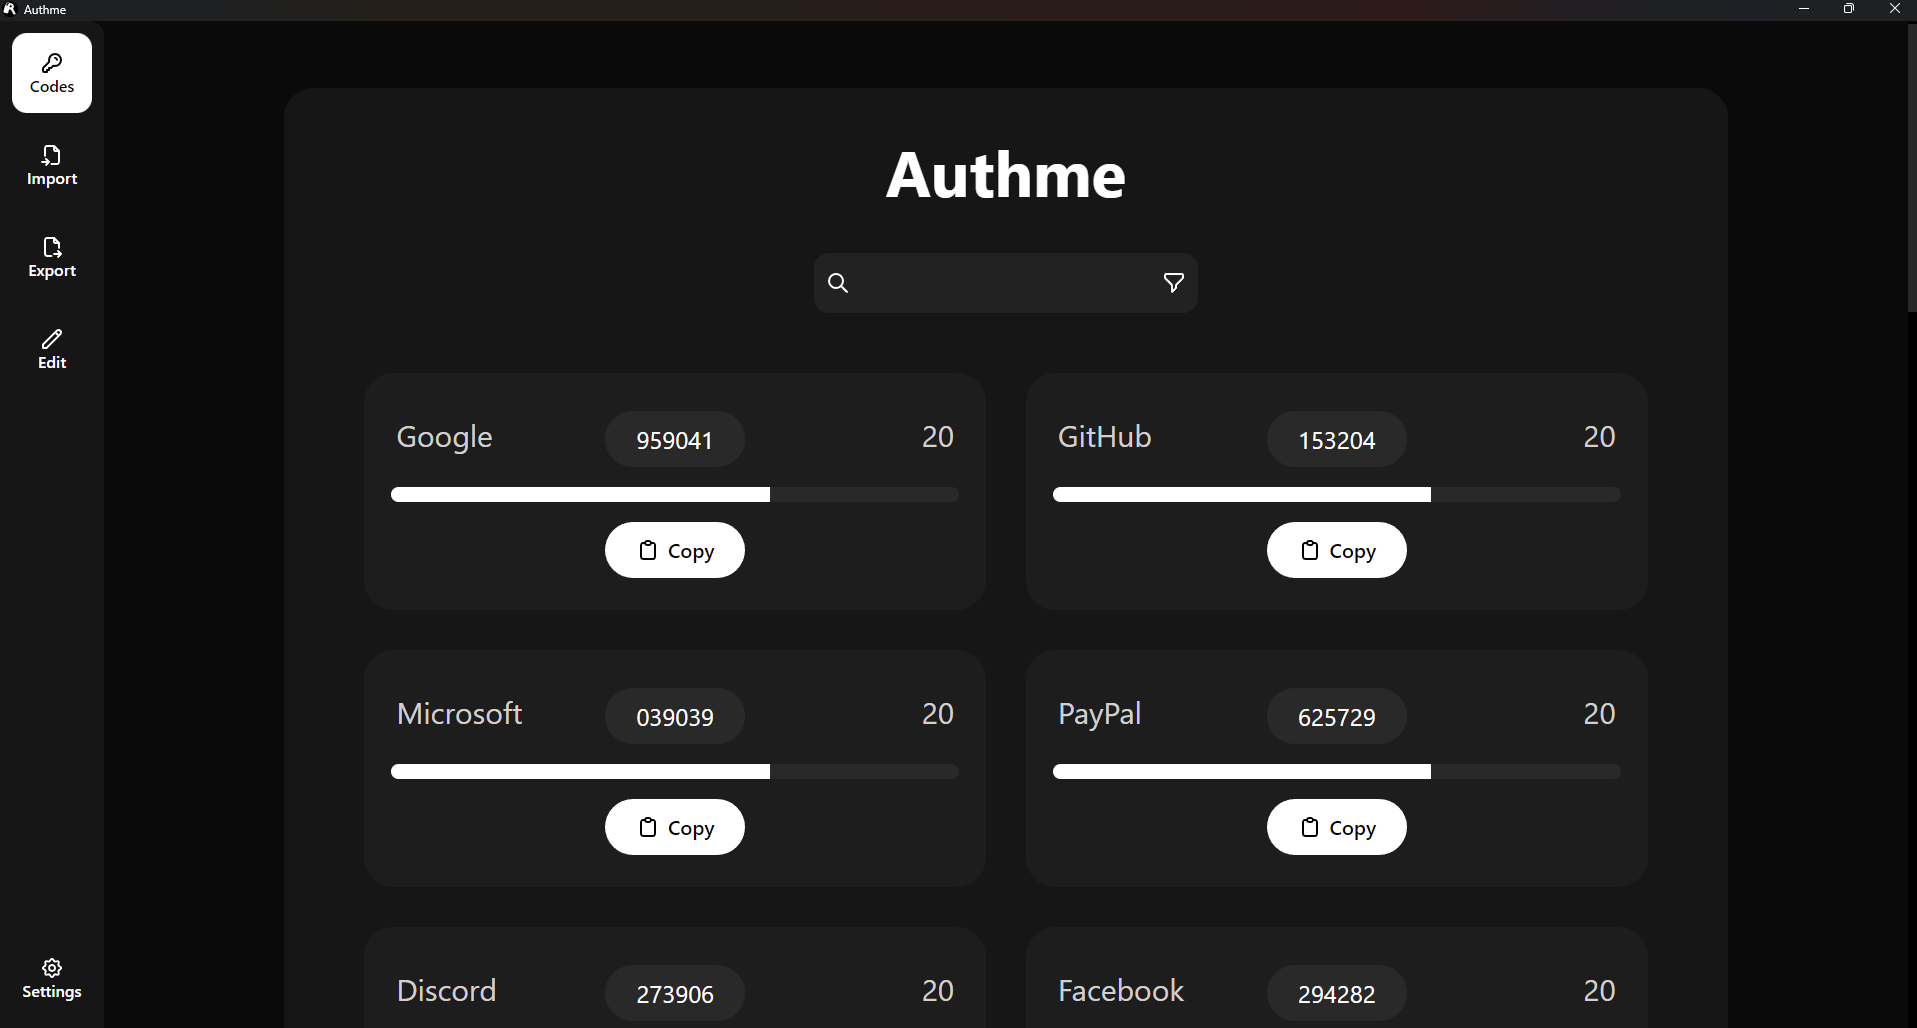 Authme
Codes
Import
Export
Edit
Settings
Authme
Google 959041 20
Copy
GitHub 153204 20
Copy
Microsoft 039039 20
Copy
PayPal 625729 20
Copy
Discord 273906 20
Facebook 294282 20